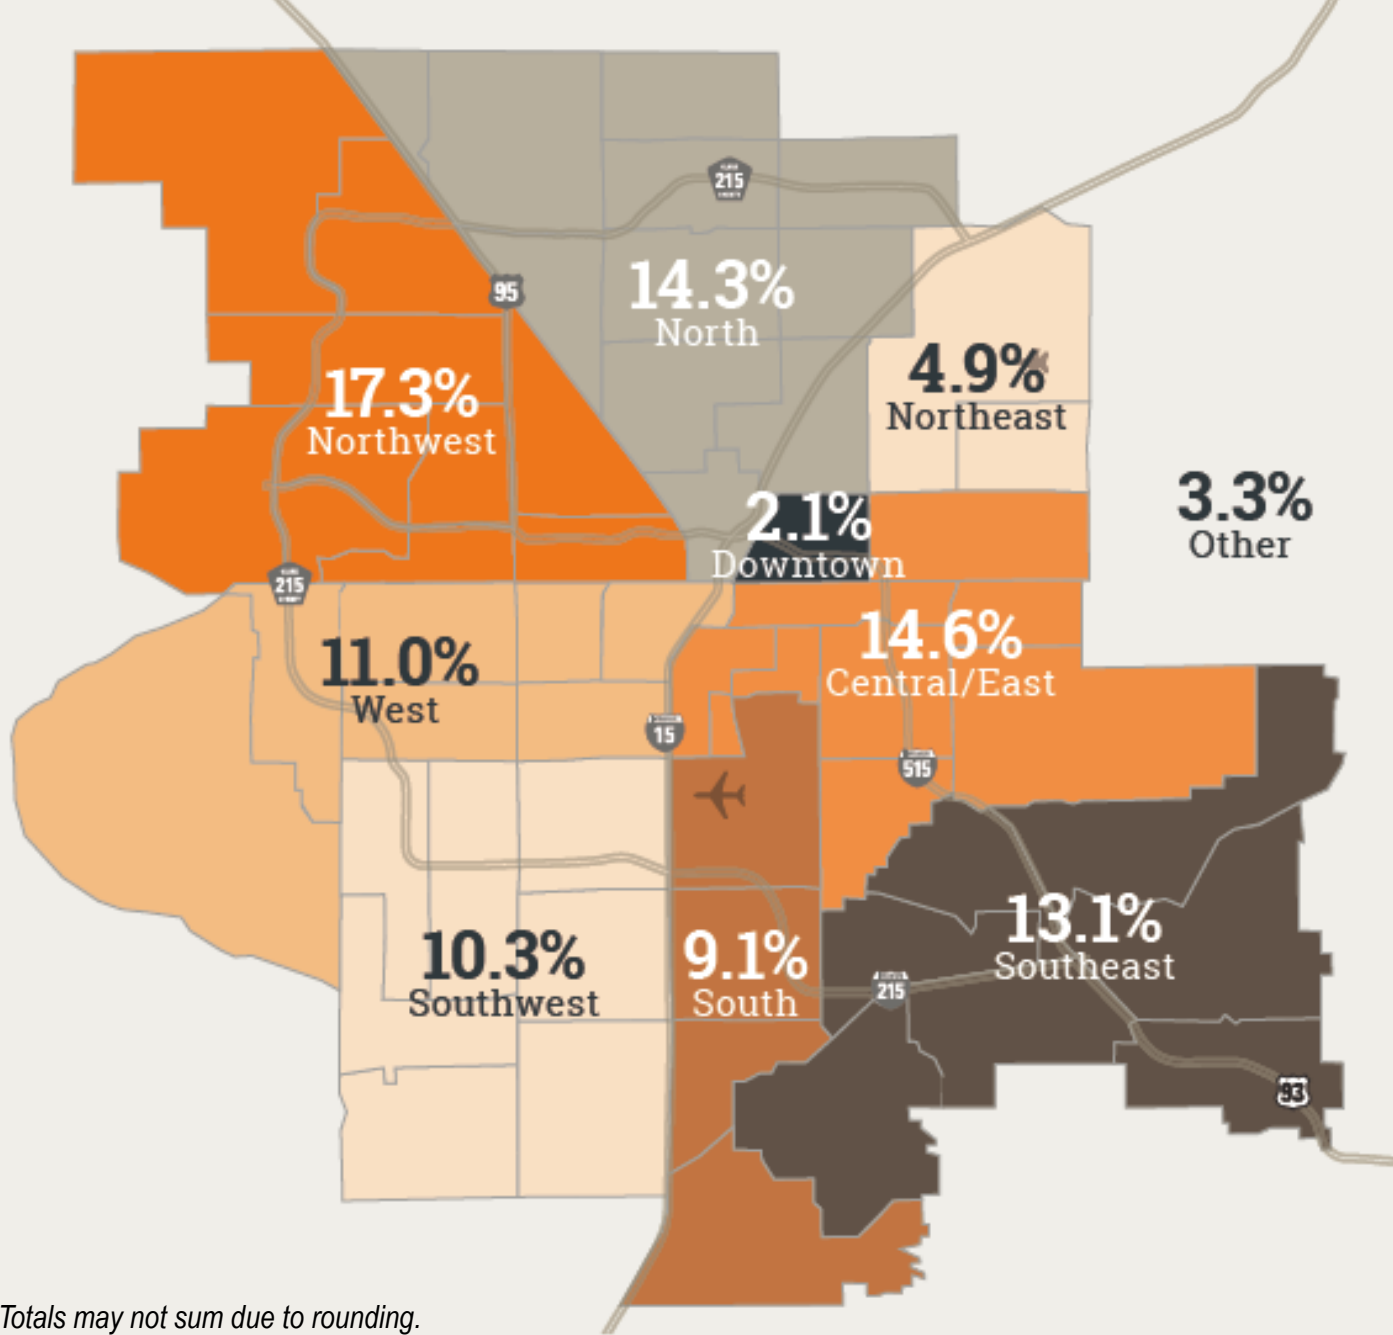 215
95
14.3%
North
17.3%
Northwest
4.9%
Northeast
3.3%
Other
2.1%
Downtown
215
11.0%
West
14.6%
Central/East
15
515
10.3%
Southwest
9.1%
South
13.1%
Southeast
215
93
Totals may not sum due to rounding.